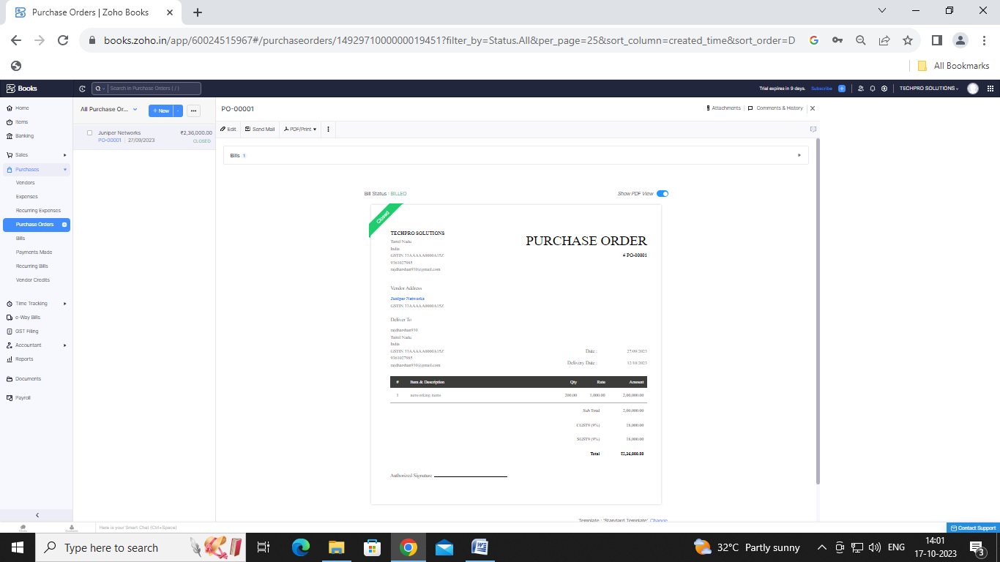 Purchase Orders | Zoho Books
books.zoho.in/app/60024515967#/purchaseorders/1492971000000019451?filter_by=Status.All&per_page=25&sort_column=created_time&sort_order=D
All Bookmarks
Books
Search in Purchase Orders ( / )
Trial expires in 9 days. Subscribe
TECHPRO SOLUTIONS
Home
Items
Banking
Sales
Purchases
Vendors
Expenses
Recurring Expenses
Purchase Orders
Bills
Payments Made
Recurring Bills
Vendor Credits
Time Tracking
e-Way Bills
GST Filing
Accountant
Reports
Documents
Payroll
All Purchase Or...
+ New
Juniper Networks ₹2,36,000.00
PO-00001 | 27/09/2023 CLOSED
PO-00001
Attachments
Comments & History
Edit
Send Mail
PDF/Print
Bills 1
Bill Status : BILLED
Show PDF View
Closed
TECHPRO SOLUTIONS
Tamil Nadu
India
GSTIN 33AAAAA0000A15Z
9361027985
rajdharshan910@gmail.com
PURCHASE ORDER
# PO-00001
Vendor Address
Juniper Networks
GSTIN 33AAAAA0000A15Z
Deliver To
rajdharshan910
Tamil Nadu
India
GSTIN 33AAAAA0000A15Z
9361027985
rajdharshan910@gmail.com
Date : 27/09/2023
Delivery Date : 12/10/2023
# Item & Description Qty Rate Amount
1 networking items 200.00 1,000.00 2,00,000.00
Sub Total 2,00,000.00
CGST9 (9%) 18,000.00
SGST9 (9%) 18,000.00
Total ₹2,36,000.00
Authorized Signature
Template : 'Standard Template' Change
Chats
Contacts
Here is your Smart Chat (Ctrl+Space)
Contact Support
Type here to search
32°C Partly sunny
ENG
14:01
17-10-2023
3